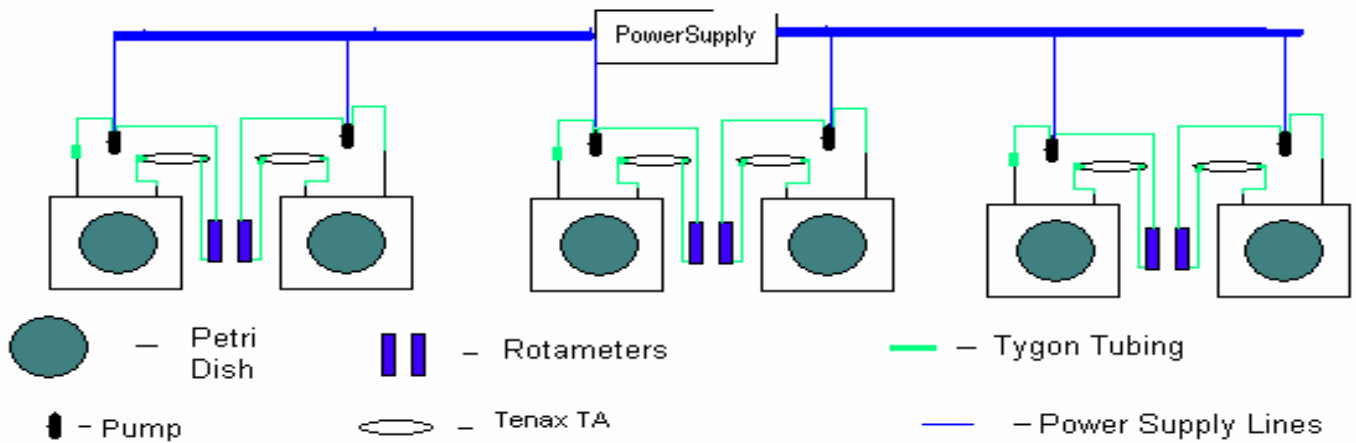 PowerSupply
– Petri
Dish
– Rotameters
– Tygon Tubing
– Pump
– Tenax TA
– Power Supply Lines